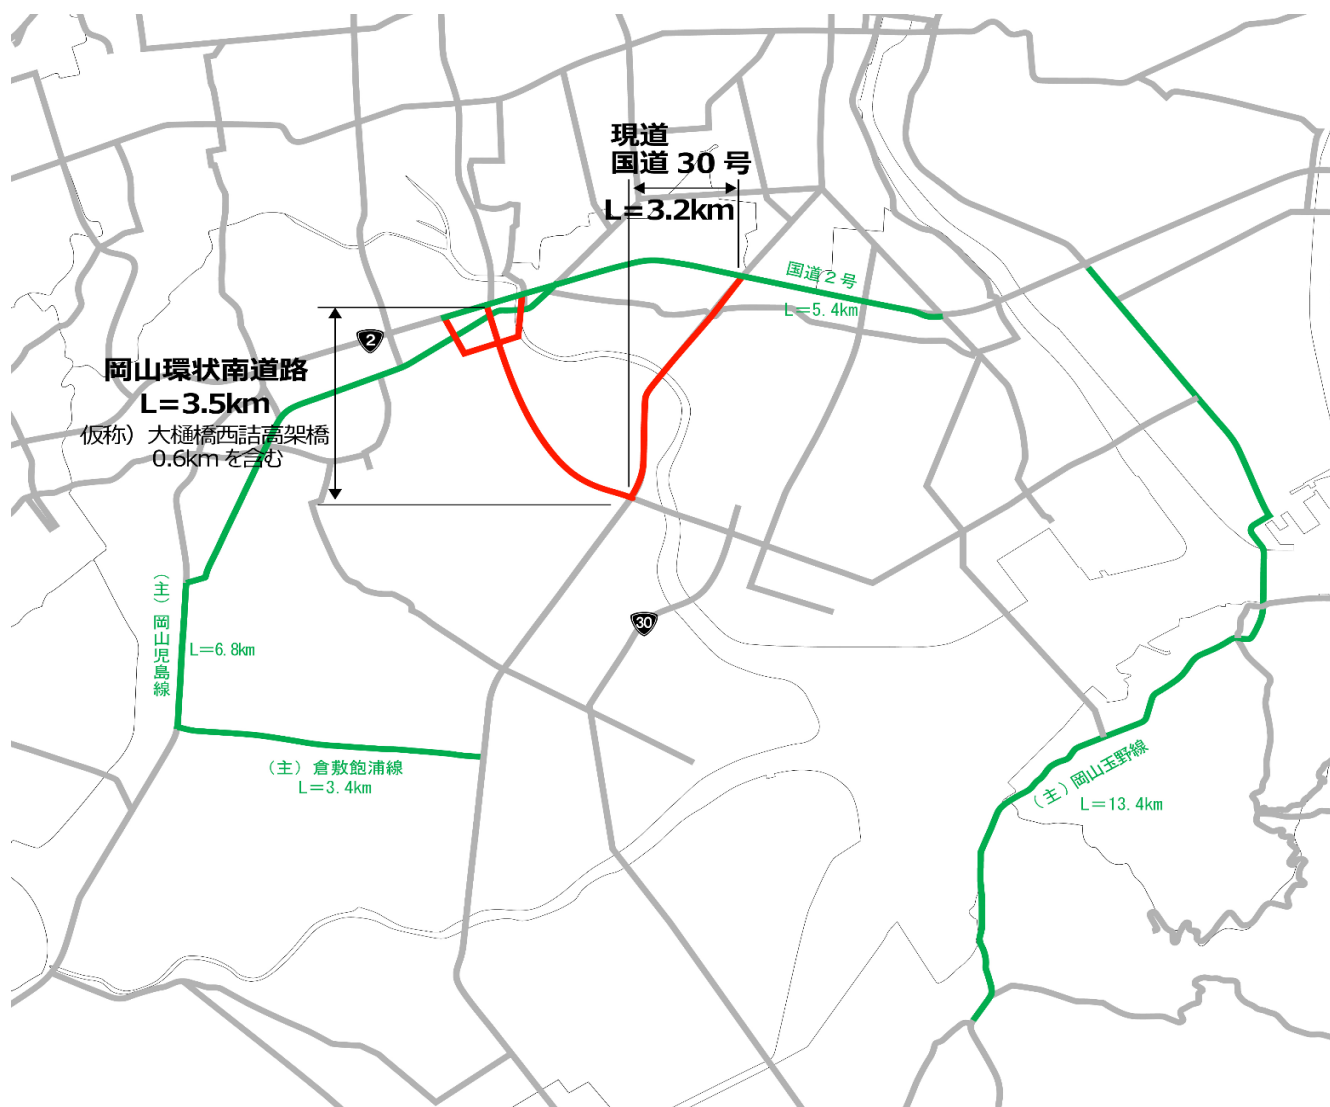 現道
国道 30 号
L=3.2km
国道２号
L=5.4km
2
岡山環状南道路
L=3.5km
仮称）大樋橋西詰高架橋
0.6km を含む
（主）岡山児島線
L=6.8km
30
（主）倉敷飽浦線
L=3.4km
（主）岡山玉野線
L=13.4km